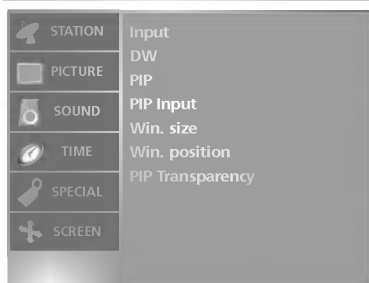 STATION
PICTURE
SOUND
TIME
SPECIAL
SCREEN
Input
DW
PIP
PIP Input
Win. size
Win. position
PIP Transparency